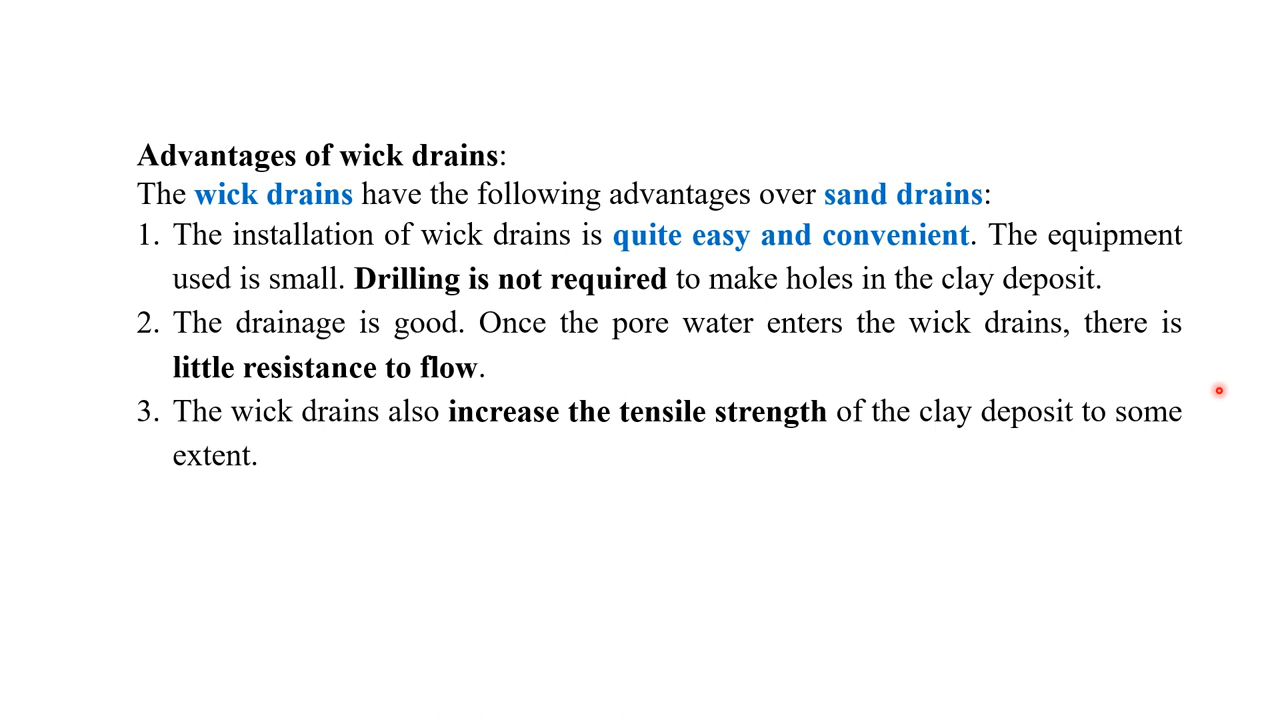 Advantages of wick drains:
The wick drains have the following advantages over sand drains:
1. The installation of wick drains is quite easy and convenient. The equipment
used is small. Drilling is not required to make holes in the clay deposit.
2. The drainage is good. Once the pore water enters the wick drains, there is
little resistance to flow.
3. The wick drains also increase the tensile strength of the clay deposit to some
extent.